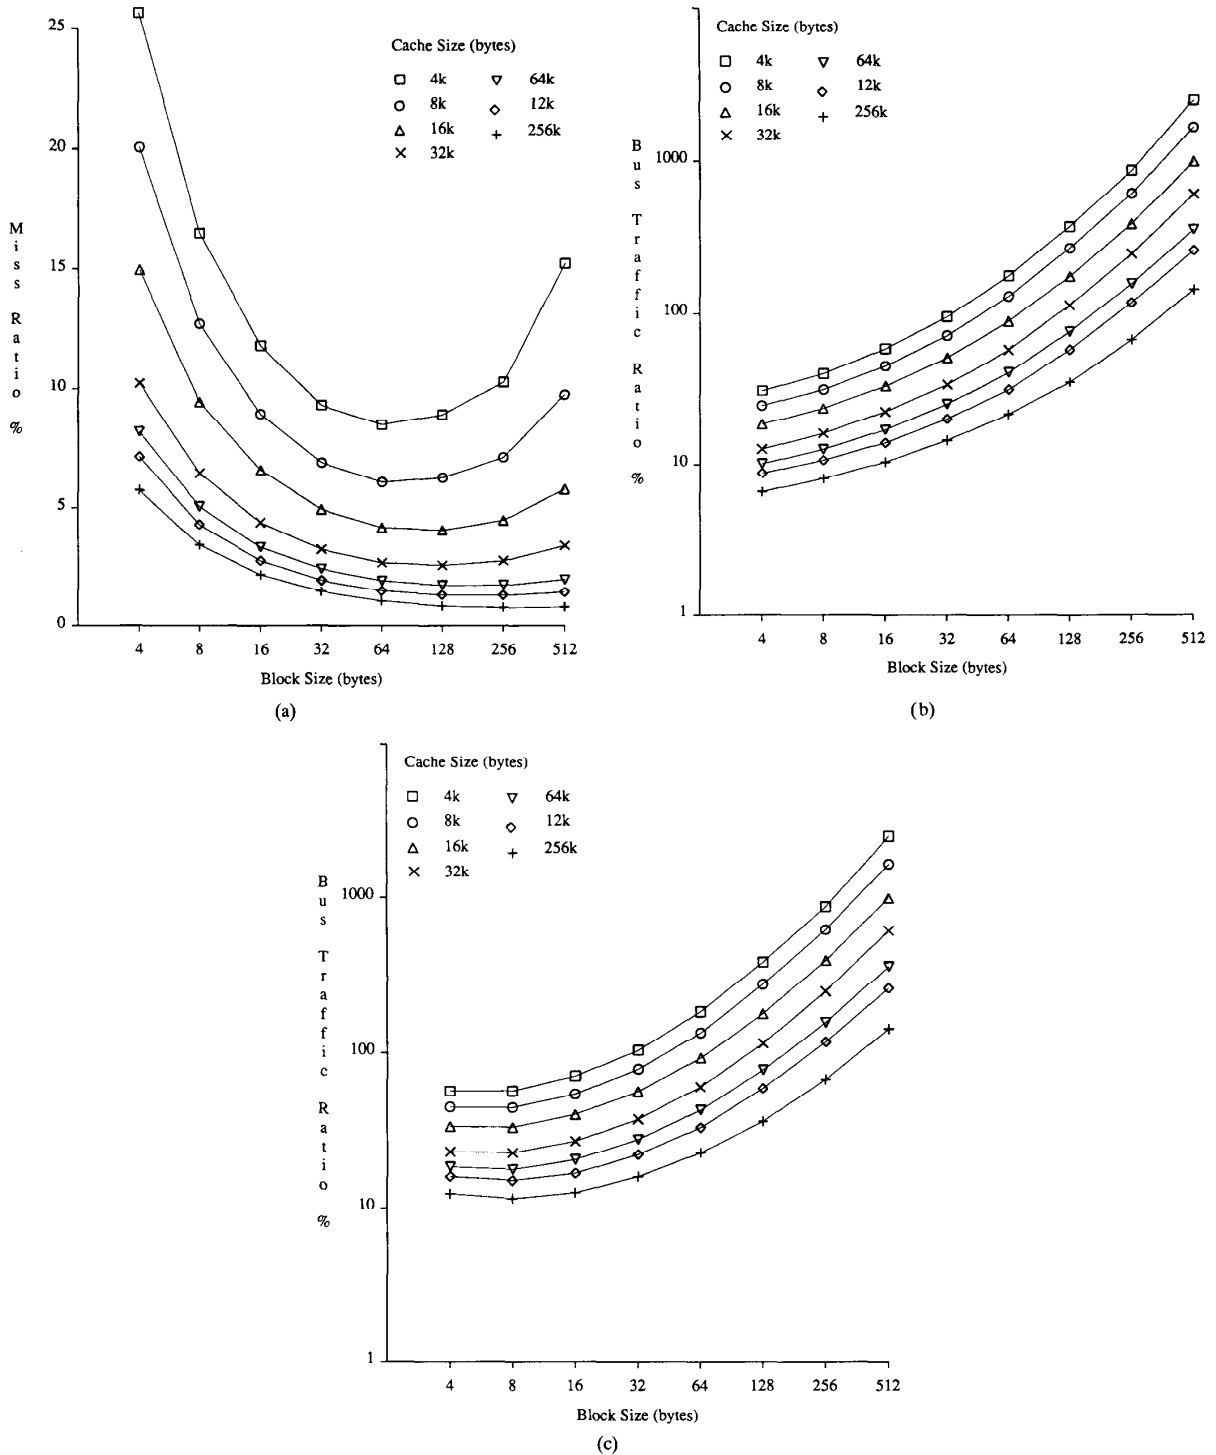 25
20
15
10
5
0
Miss Ratio %
Cache Size (bytes)
4k
8k
16k
32k
64k
12k
256k
4 8 16 32 64 128 256 512
Block Size (bytes)
(a)
Bus Traffic Ratio %
1000
100
10
1
Cache Size (bytes)
4k
8k
16k
32k
64k
12k
256k
4 8 16 32 64 128 256 512
Block Size (bytes)
(b)
Bus Traffic Ratio %
1000
100
10
1
Cache Size (bytes)
4k
8k
16k
32k
64k
12k
256k
4 8 16 32 64 128 256 512
Block Size (bytes)
(c)